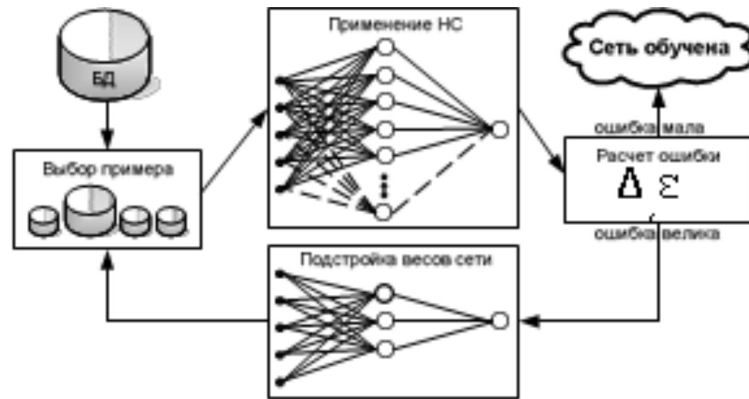 БД
Применение НС
Сеть обучена
Выбор примера
ошибка мала
Расчет ошибки
Δ ε
ошибка велика
Подстройка весов сети